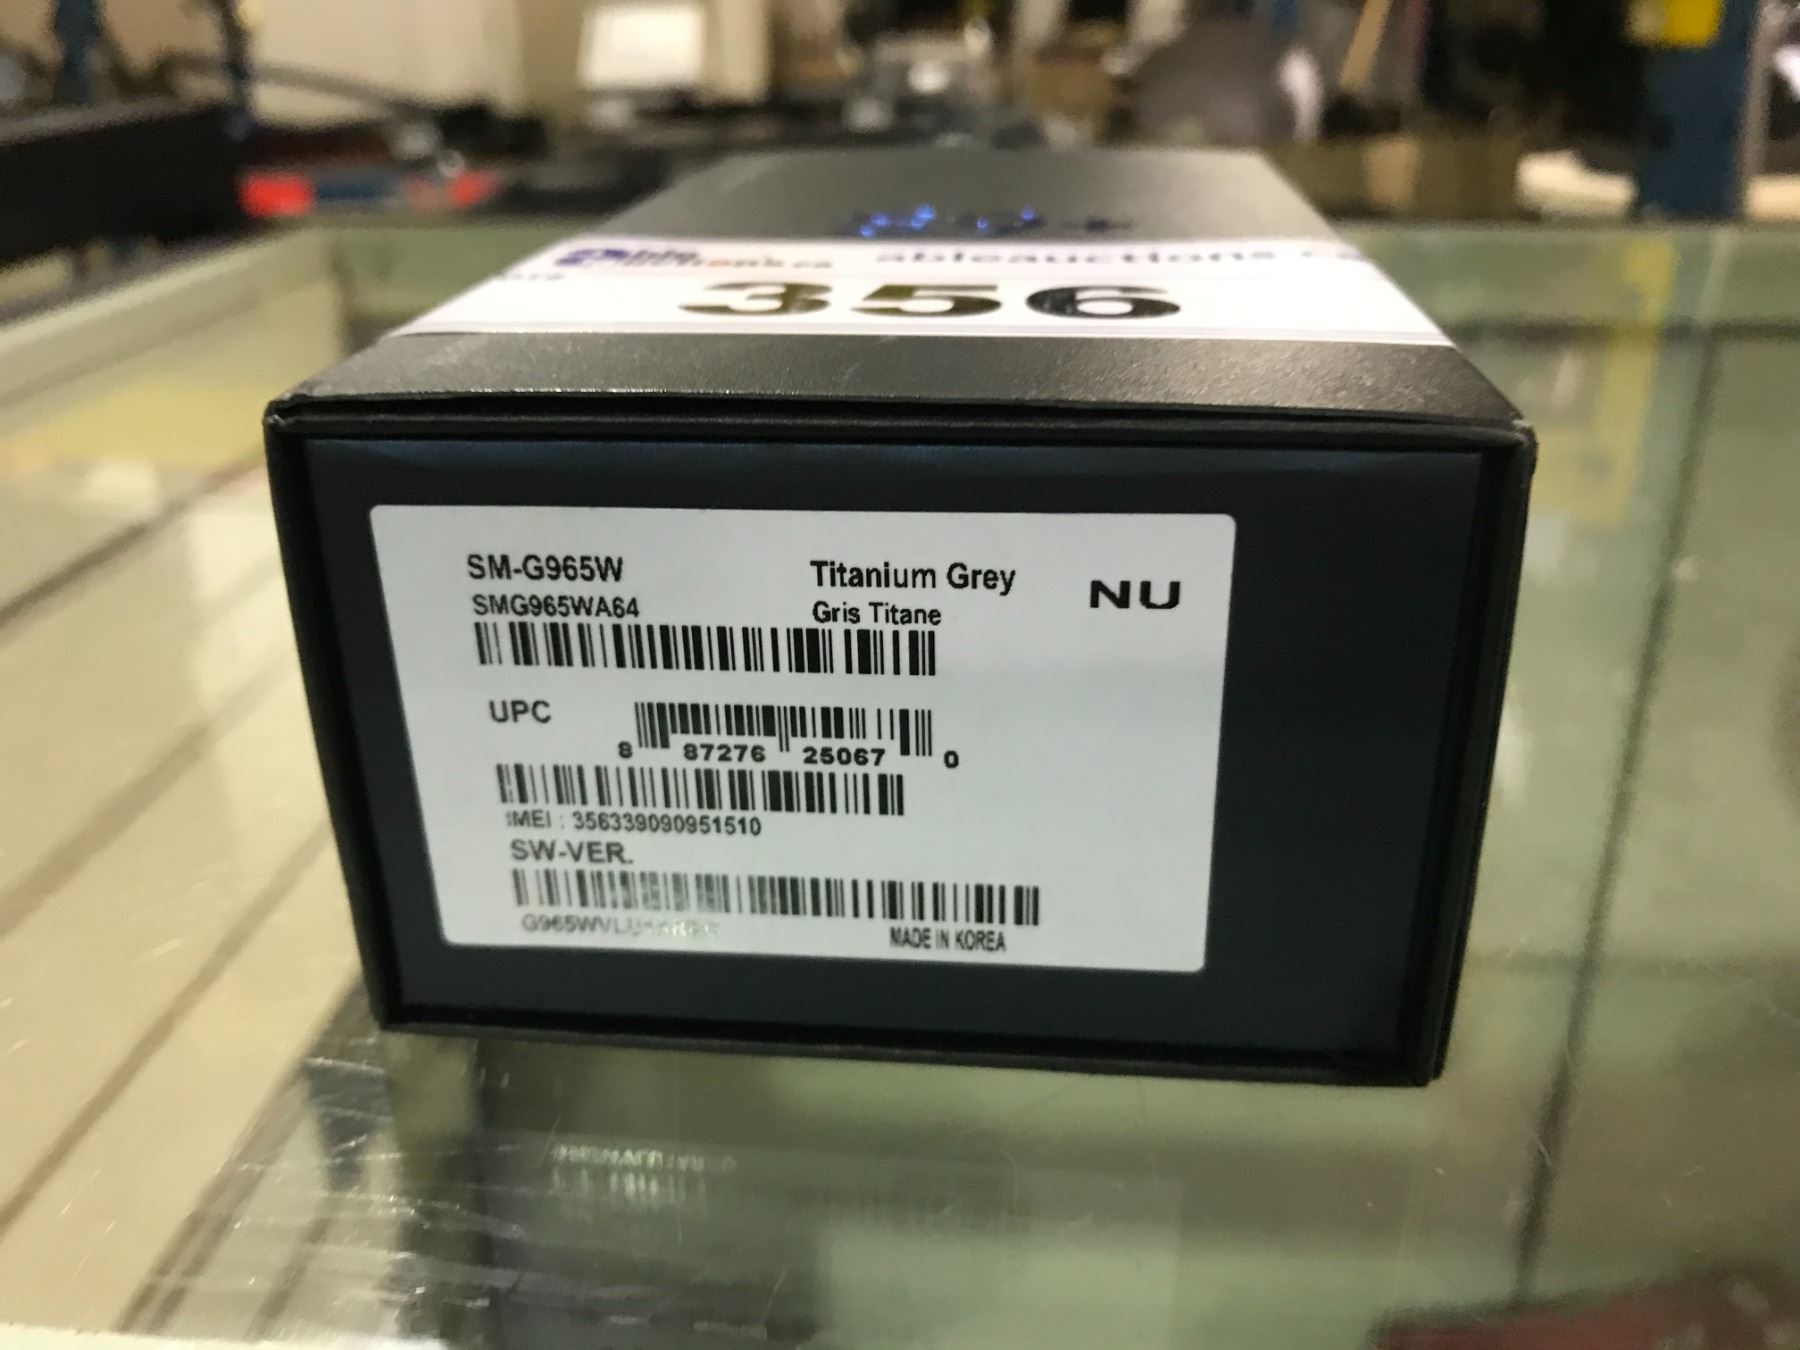 ableauctions.ca
356
SM-G965W
Titanium Grey
NU
SMG965WA64
Gris Titane
UPC
8 87276 25067 0
IMEI : 356339090951510
SW-VER.
MADE IN KOREA